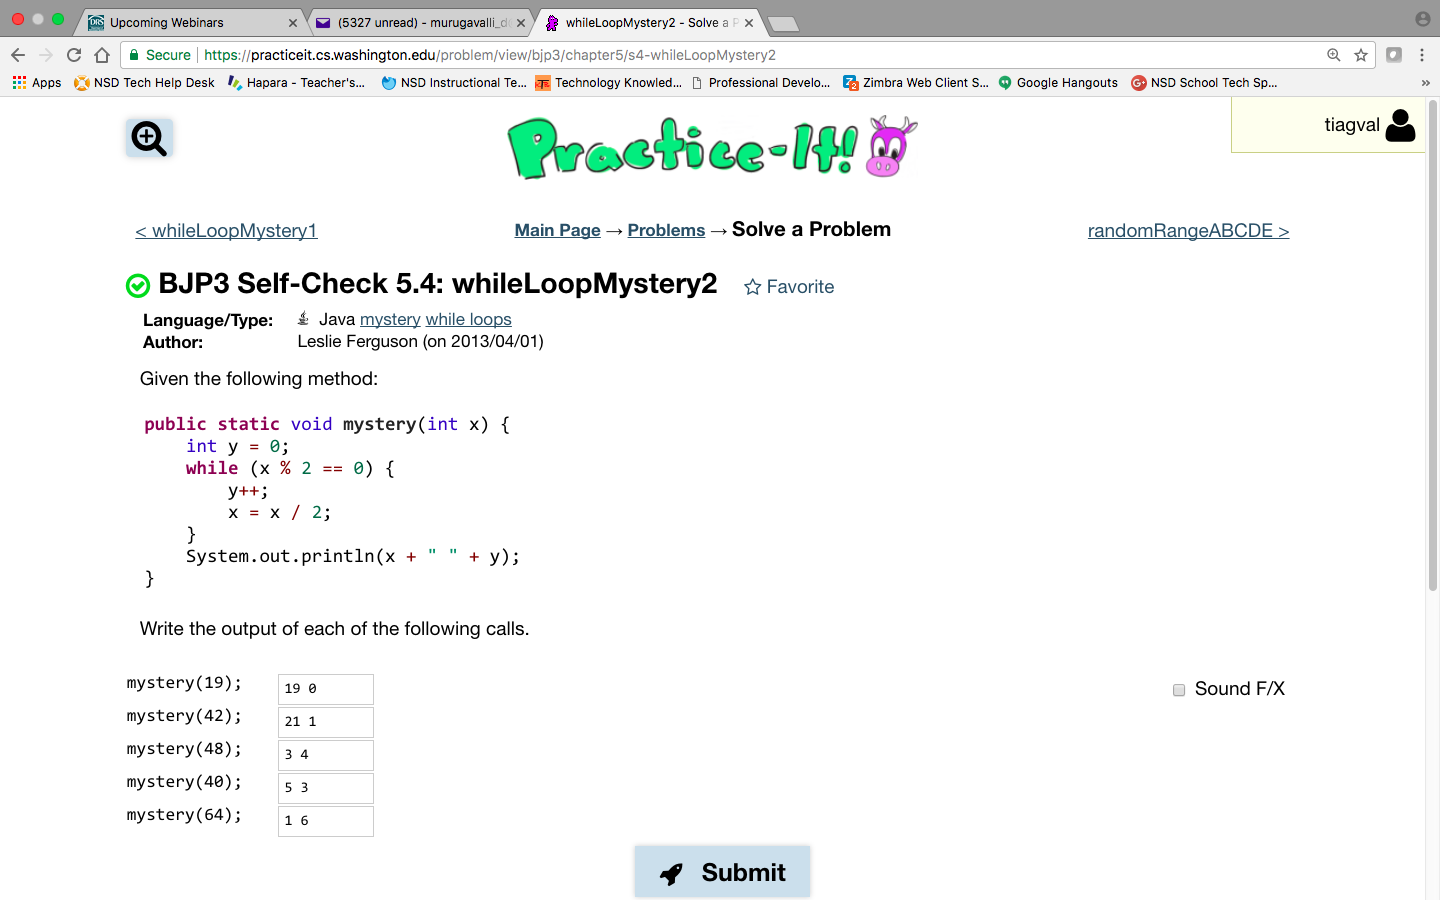 Upcoming Webinars
(5327 unread) - murugavalli_d
whileLoopMystery2 - Solve a P
Secure
https://practiceit.cs.washington.edu/problem/view/bjp3/chapter5/s4-whileLoopMystery2
Apps NSD Tech Help Desk Hapara - Teacher's... NSD Instructional Te... Technology Knowled... Professional Develo... Zimbra Web Client S... Google Hangouts NSD School Tech Sp... »
Practice-It!
tiagval
< whileLoopMystery1
Main Page → Problems → Solve a Problem
randomRangeABCDE >
BJP3 Self-Check 5.4: whileLoopMystery2 Favorite
Language/Type: Java mystery while loops
Author: Leslie Ferguson (on 2013/04/01)
Given the following method:
public static void mystery(int x) {
int y = 0;
while (x % 2 == 0) {
y++;
x = x / 2;
}
System.out.println(x + " " + y);
}
Write the output of each of the following calls.
mystery(19); 19 0
Sound F/X
mystery(42); 21 1
mystery(48); 3 4
mystery(40); 5 3
mystery(64); 1 6
Submit